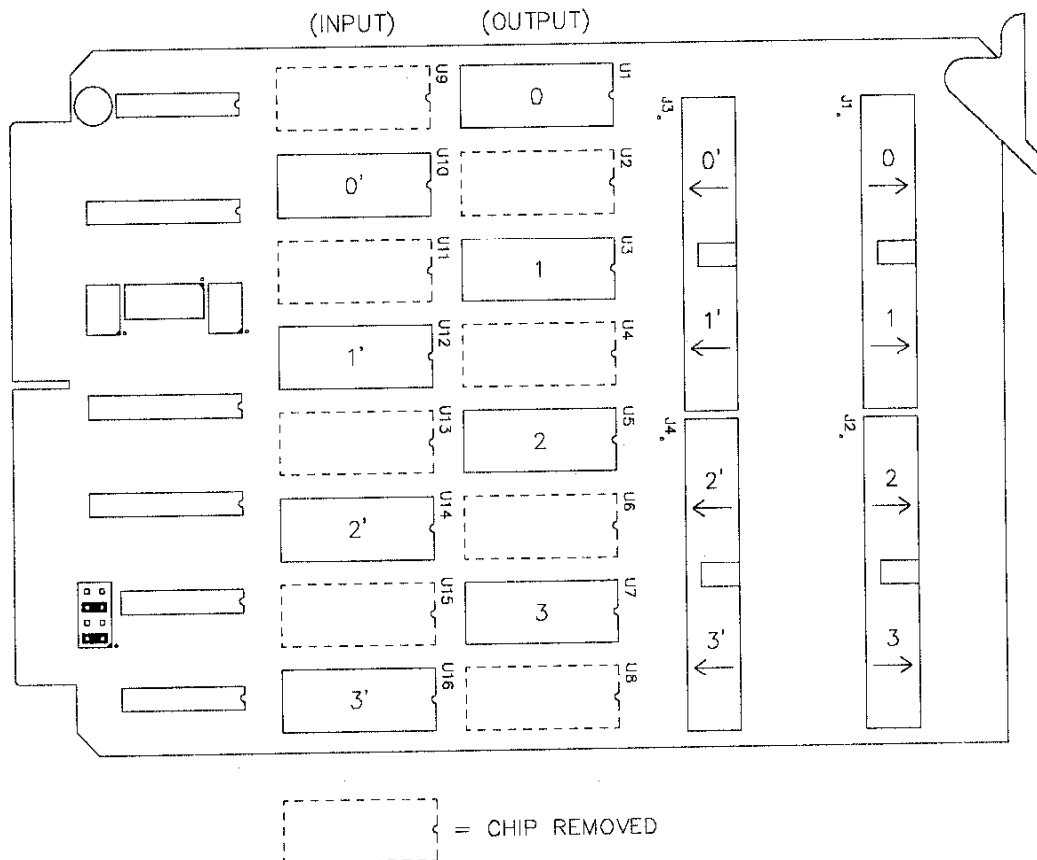 (INPUT) (OUTPUT)
U9 U1
0
J3 J1
U10 U2
0' 0' 0
U11 U3
1
U12 U4
1' 1' 1
U13 U5
2
J4 J2
U14 U6
2' 2' 2
U15 U7
3
U16 U8
3' 3' 3
= CHIP REMOVED